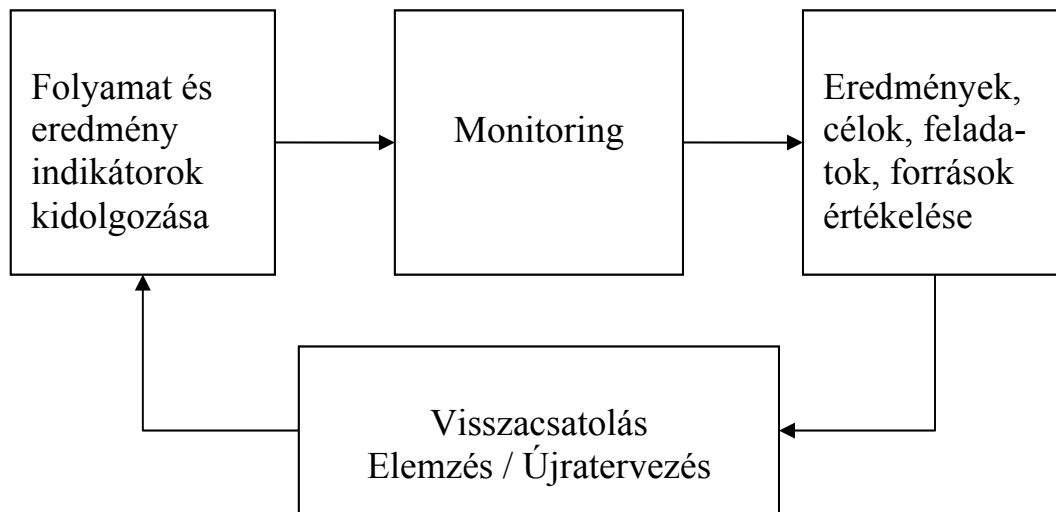 Folyamat és
eredmény
indikátorok
kidolgozása
Monitoring
Eredmények,
célok, felada-
tok, források
értékelése
Visszacsatolás
Elemzés / Újratervezés